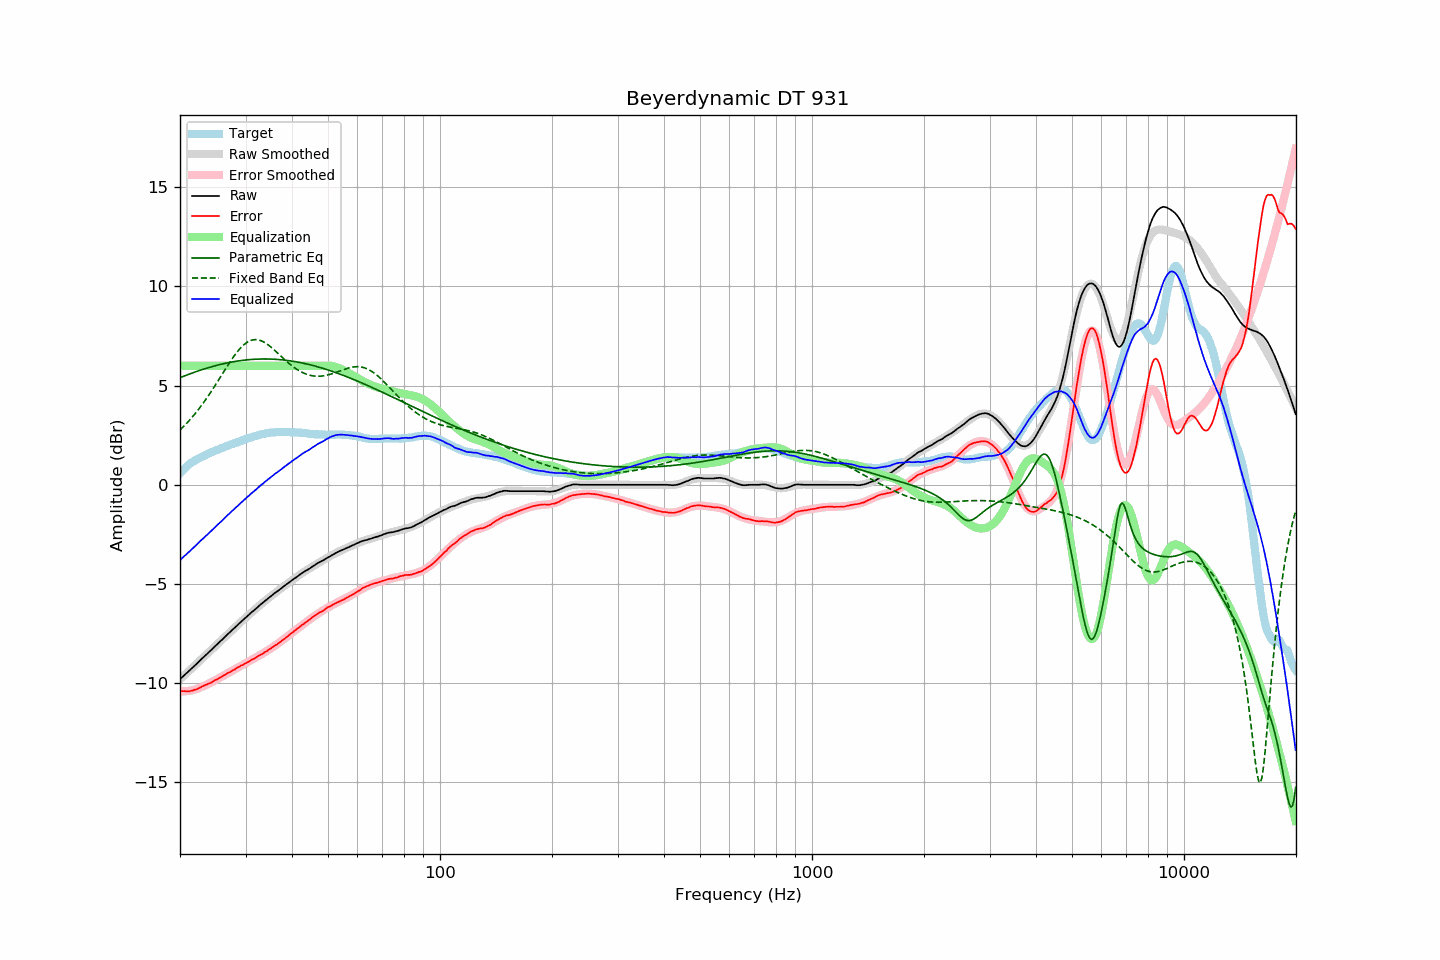 Beyerdynamic DT 931
Target
Raw Smoothed
Error Smoothed
Raw
Error
Equalization
Parametric Eq
Fixed Band Eq
Equalized
Amplitude (dBr)
15
10
5
0
−5
−10
−15
100
1000
10000
Frequency (Hz)